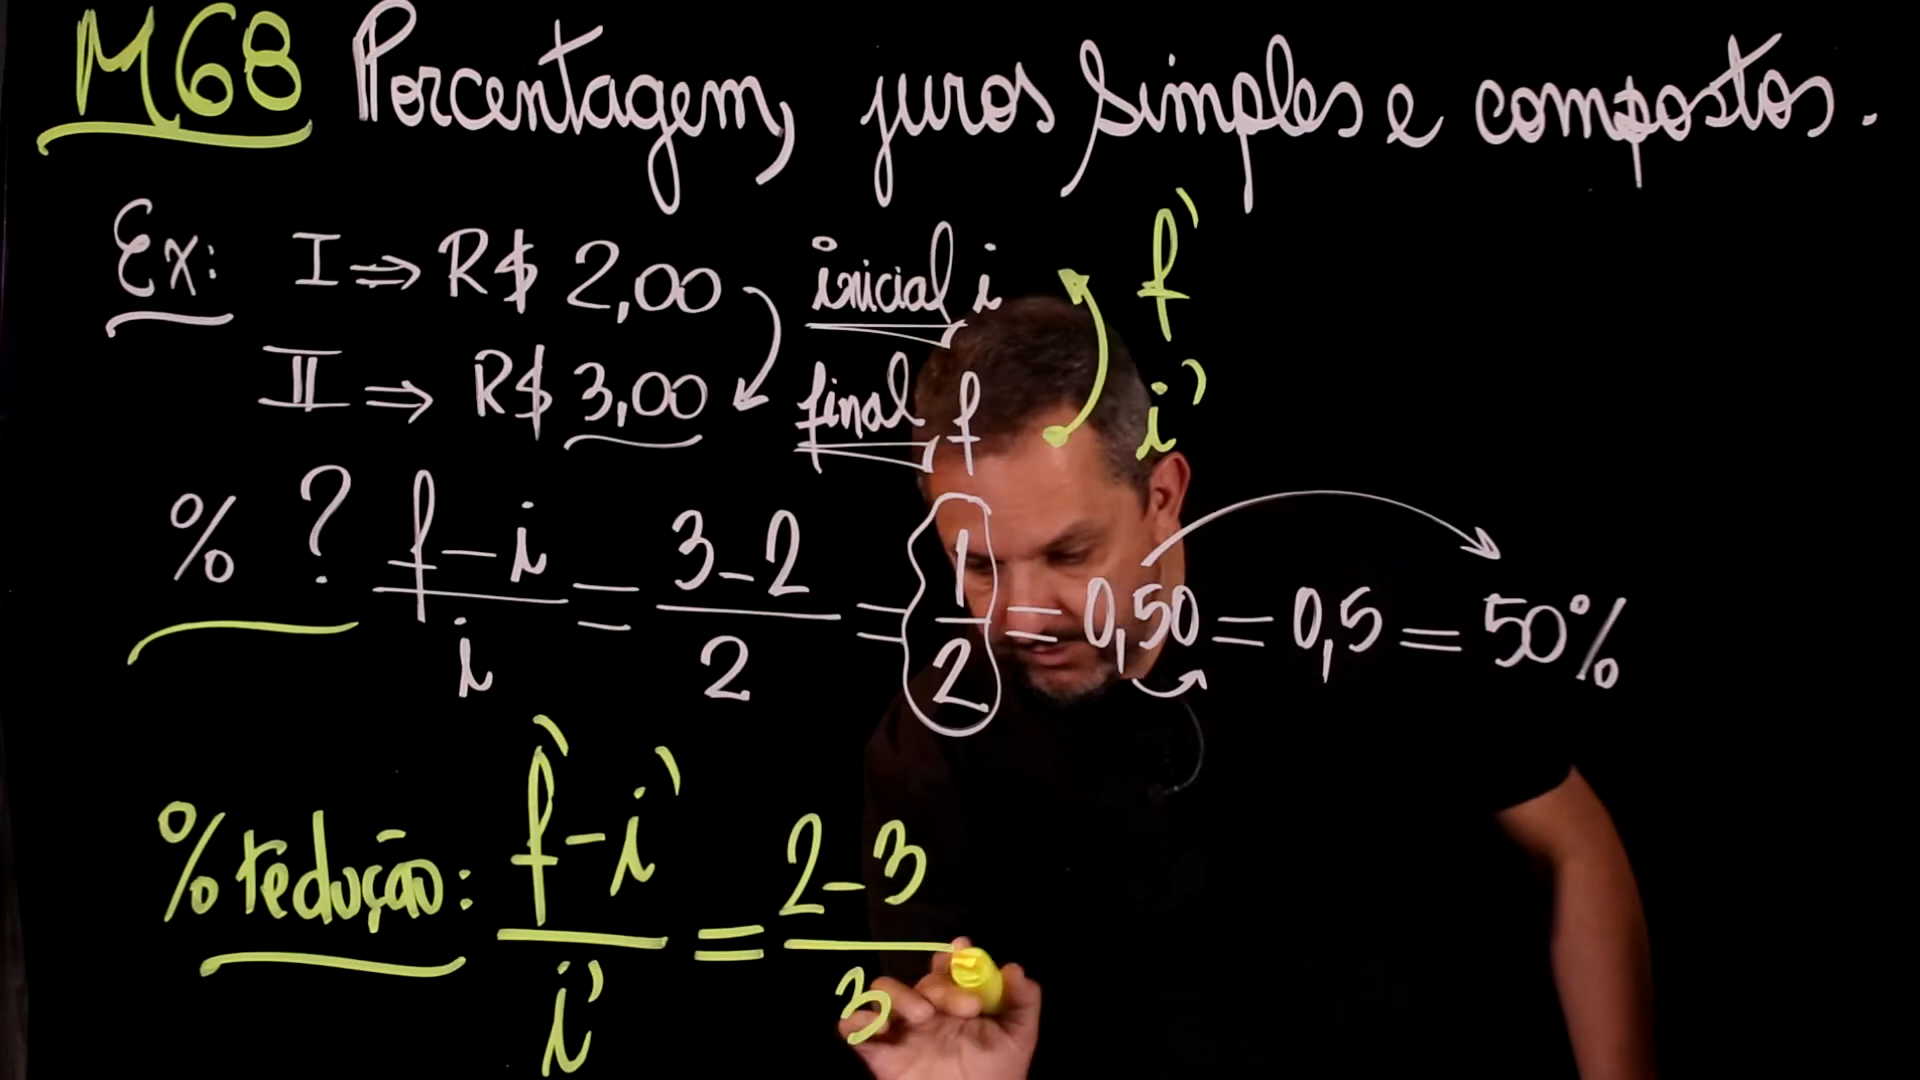 M68 Porcentagem, juros simples e compostos.
Ex: I ⇒ R$ 2,00 inicial i f'
II ⇒ R$ 3,00 final f i'
% ? f-i/i = 3-2/2 = 1/2 = 0,50 = 0,5 = 50%
% redução: f'-i'/i' = 2-3/3